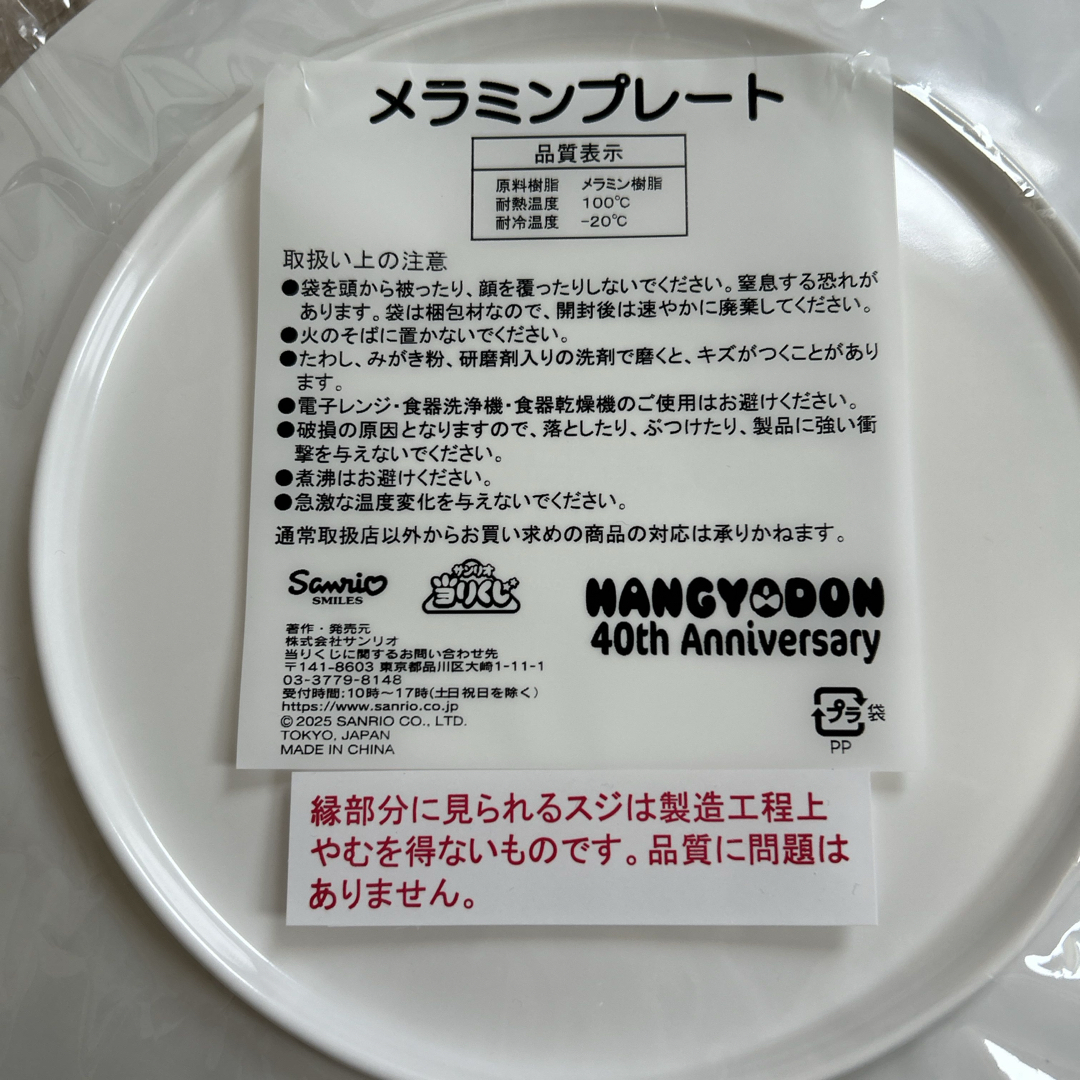 メラミンプレート
品質表示
原料樹脂 メラミン樹脂
耐熱温度 100℃
耐冷温度 -20℃
取扱い上の注意
●袋を頭から被ったり、顔を覆ったりしないでください。窒息する恐れが
あります。袋は梱包材なので、開封後は速やかに廃棄してください。
●火のそばに置かないでください。
●たわし、みがき粉、研磨剤入りの洗剤で磨くと、キズがつくことがあり
ます。
●電子レンジ・食器洗浄機・食器乾燥機のご使用はお避けください。
●破損の原因となりますので、落としたり、ぶつけたり、製品に強い衝
撃を与えないでください。
●煮沸はお避けください。
●急激な温度変化を与えないでください。
通常取扱店以外からお買い求めの商品の対応は承りかねます。
Sanrio
SMILES
サンリオ
当りくじ
HANGYODON
40th Anniversary
著作・発売元
株式会社サンリオ
当りくじに関するお問い合わせ先
〒141-8603 東京都品川区大崎1-11-1
03-3779-8148
受付時間:10時～17時(土日祝日を除く)
https://www.sanrio.co.jp
© 2025 SANRIO CO., LTD.
TOKYO, JAPAN
MADE IN CHINA
プラ 袋
PP
縁部分に見られるスジは製造工程上
やむを得ないものです。品質に問題は
ありません。